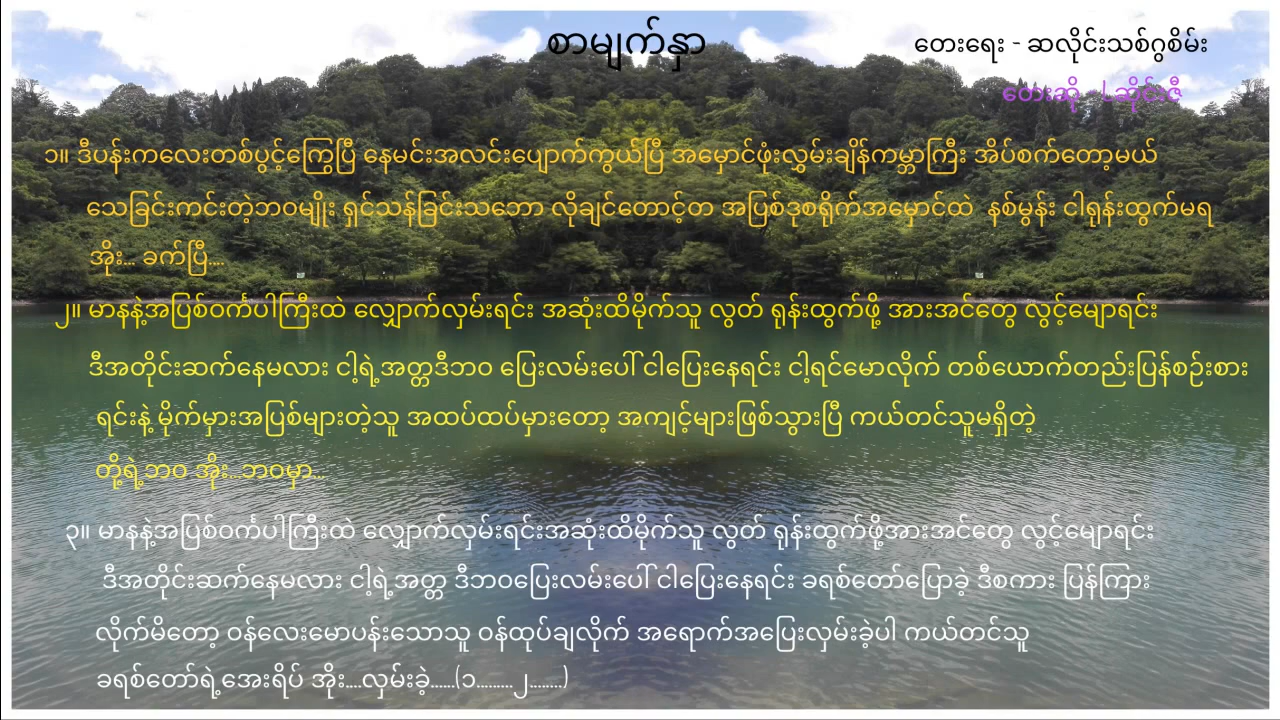 စာမျက်နှာ
တေးရေး - ဆလိုင်းသစ်ဂွစိမ်း
တေးဆို - L ဆိုင်းဇီ
၁။ ဒီပန်းကလေးတစ်ပွင့်ကြွေပြီ နေမင်းအလင်းပျောက်ကွယ်ပြီ အမှောင်ဖုံးလွှမ်းချိန်ကမ္ဘာကြီး အိပ်စက်တော့မယ်
သေခြင်းကင်းတဲ့ဘဝမျိုး ရှင်သန်ခြင်းသဘော လိုချင်တောင့်တ အပြစ်ဒုစရိုက်အမှောင်ထဲ နစ်မွန်း ငါရုန်းထွက်မရ
အိုး... ခက်ပြီ....
၂။ မာနနဲ့အပြစ်ဝင်္ကပါကြီးထဲ လျှောက်လှမ်းရင်း အဆုံးထိမိုက်သူ လွတ် ရုန်းထွက်ဖို့ အားအင်တွေ လွင့်မျောရင်း
ဒီအတိုင်းဆက်နေမလား ငါ့ရဲ့အတ္တဒီဘဝ ပြေးလမ်းပေါ် ငါပြေးနေရင်း ငါ့ရင်မောလိုက် တစ်ယောက်တည်းပြန်စဉ်းစား
ရင်းနဲ့ မိုက်မှားအပြစ်များတဲ့သူ အထပ်ထပ်မှားတော့ အကျင့်များဖြစ်သွားပြီ ကယ်တင်သူမရှိတဲ့
တို့ရဲ့ဘဝ အိုး...ဘဝမှာ...
၃။ မာနနဲ့အပြစ်ဝင်္ကပါကြီးထဲ လျှောက်လှမ်းရင်းအဆုံးထိမိုက်သူ လွတ် ရုန်းထွက်ဖို့အားအင်တွေ လွင့်မျောရင်း
ဒီအတိုင်းဆက်နေမလား ငါ့ရဲ့အတ္တ ဒီဘဝပြေးလမ်းပေါ် ငါပြေးနေရင်း ခရစ်တော်ပြောခဲ့ ဒီစကား ပြန်ကြား
လိုက်မိတော့ ဝန်လေးမောပန်းသောသူ ဝန်ထုပ်ချလိုက် အရောက်အပြေးလှမ်းခဲ့ပါ ကယ်တင်သူ
ခရစ်တော်ရဲ့အေးရိပ် အိုး....လှမ်းခဲ့......(၁.........၂........)